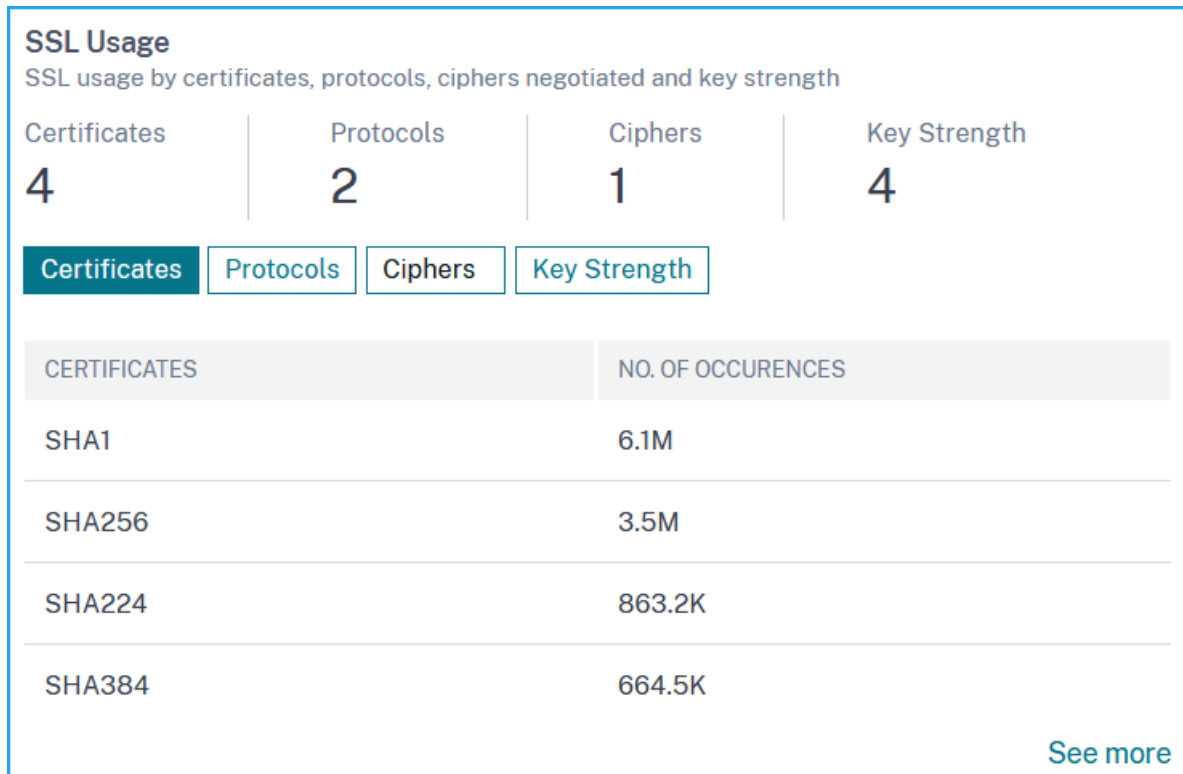 SSL Usage
SSL usage by certificates, protocols, ciphers negotiated and key strength
Certificates Protocols Ciphers Key Strength
4 2 1 4
Certificates Protocols Ciphers Key Strength
CERTIFICATES NO. OF OCCURENCES
SHA1 6.1M
SHA256 3.5M
SHA224 863.2K
SHA384 664.5K
See more